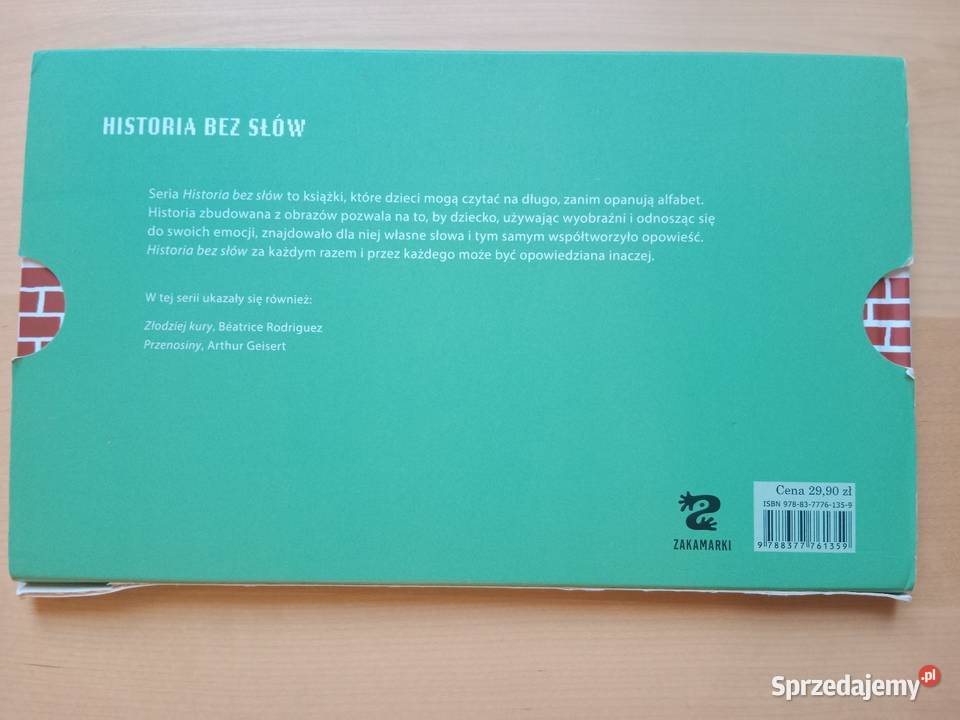 HISTORIA BEZ SŁÓW
Seria Historia bez słów to książki, które dzieci mogą czytać na długo, zanim opanują alfabet.
Historia zbudowana z obrazów pozwala na to, by dziecko, używając wyobraźni i odnosząc się
do swoich emocji, znajdowało dla niej własne słowa i tym samym współtworzyło opowieść.
Historia bez słów za każdym razem i przez każdego może być opowiedziana inaczej.
W tej serii ukazały się również:
Złodziej kury, Béatrice Rodriguez
Przenosiny, Arthur Geisert
Cena 29,90 zł
ISBN 978-83-7776-135-9
9 788377 761359
ZAKAMARKI
Sprzedajemy.pl